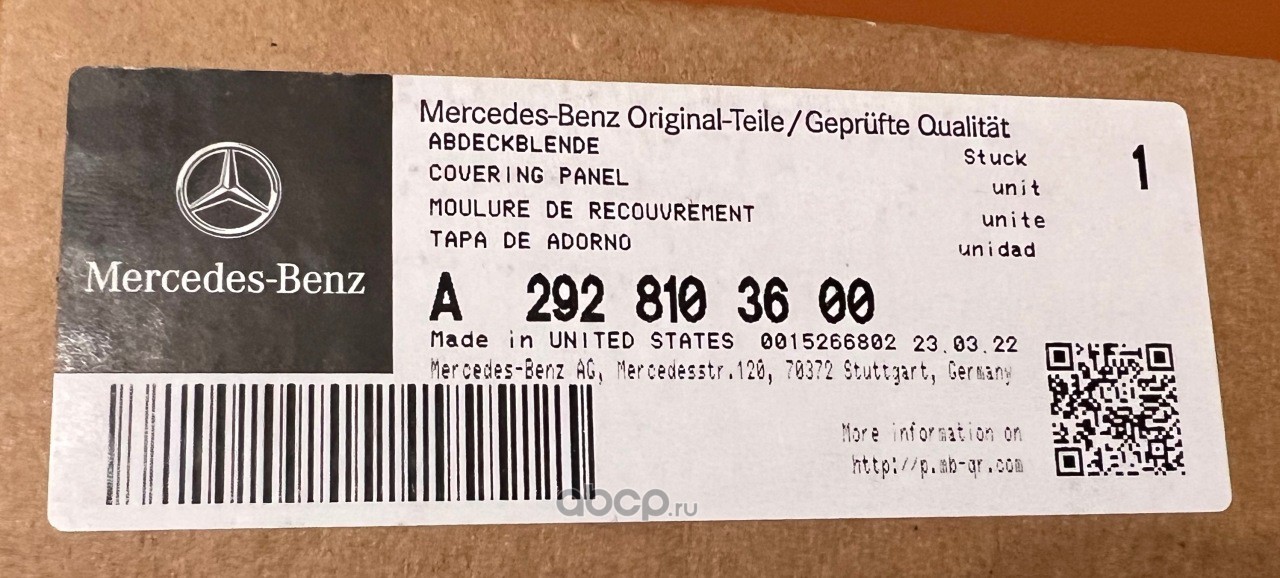 Mercedes-Benz
Mercedes-Benz Original-Teile/Geprüfte Qualität
ABDECKBLENDE
COVERING PANEL
MOULURE DE RECOUVREMENT
TAPA DE ADORNO
Stuck 1
unit
unite
unidad
A 292 810 36 00
Made in UNITED STATES 0015266802 23.03.22
Mercedes-Benz AG, Mercedesstr.120, 70372 Stuttgart, Germany
More information on
http://p.mb-qr.com
abcp.ru